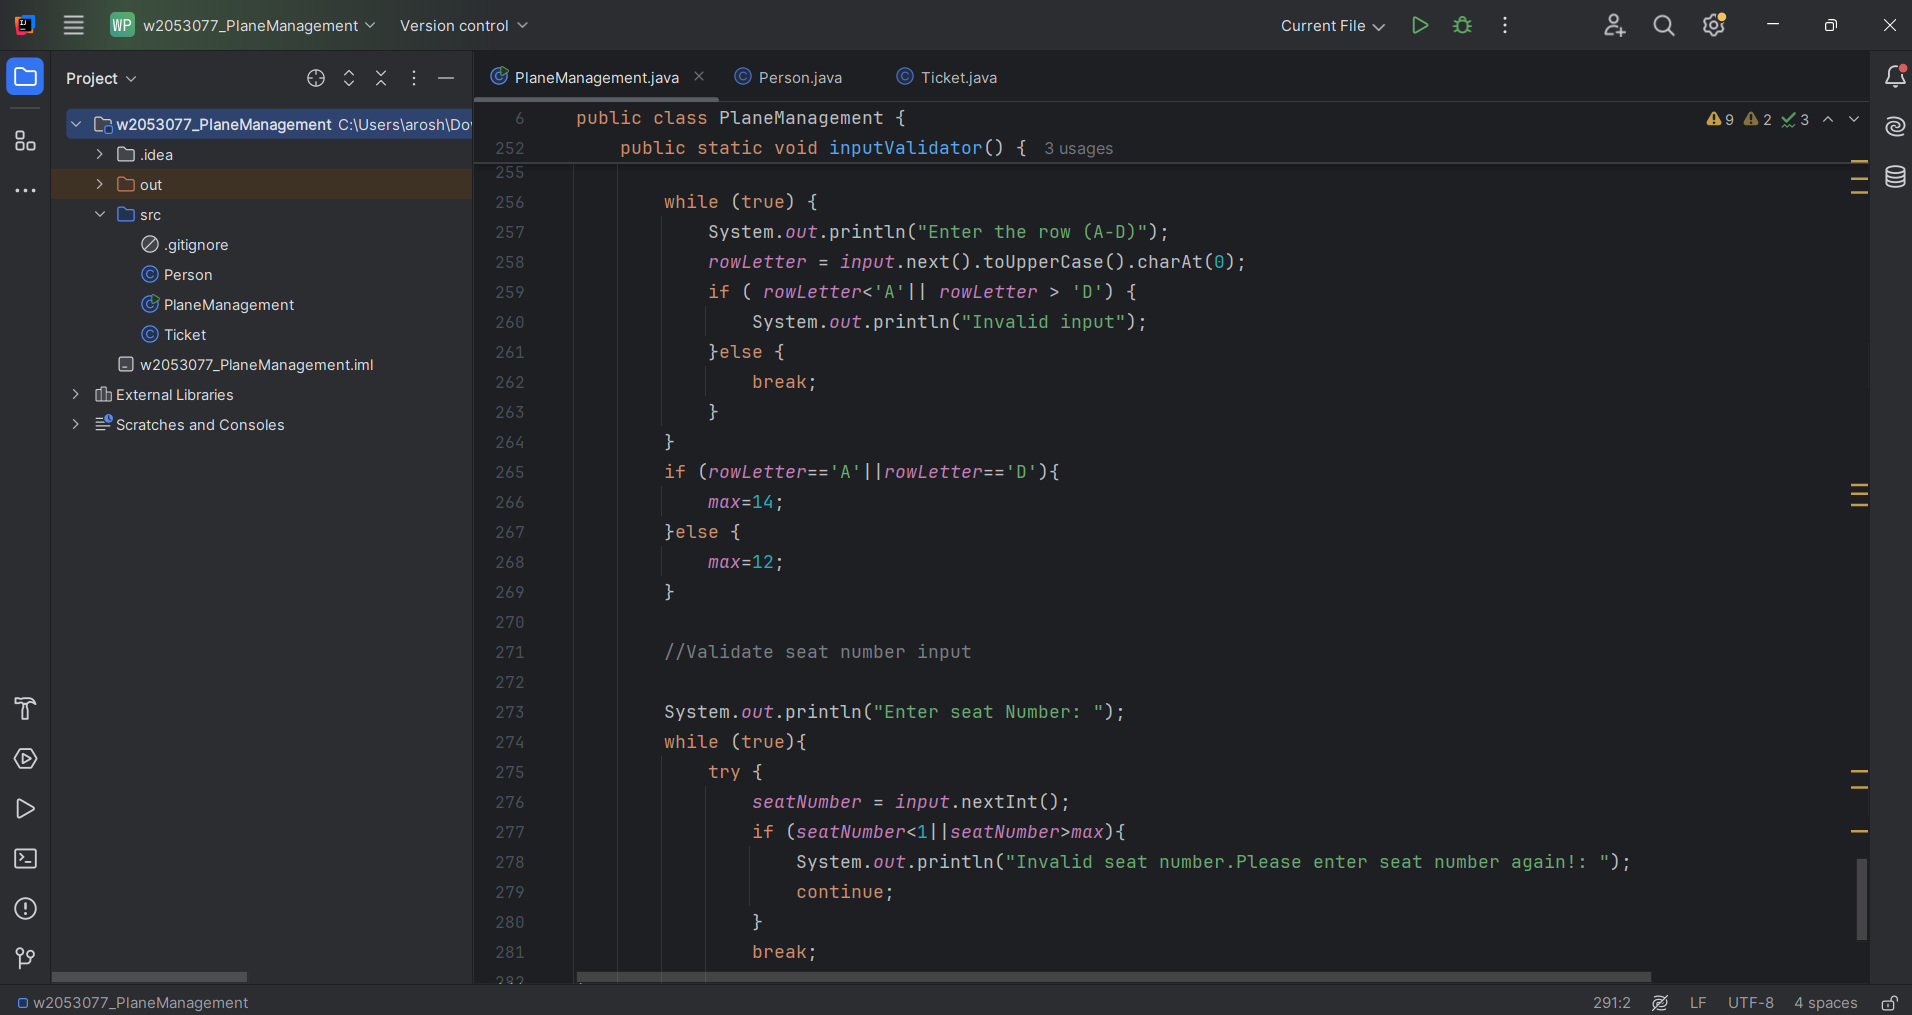 WP w2053077_PlaneManagement Version control Current File
Project
PlaneManagement.java Person.java Ticket.java
w2053077_PlaneManagement C:\Users\arosh\Do
.idea
out
src
.gitignore
Person
PlaneManagement
Ticket
w2053077_PlaneManagement.iml
External Libraries
Scratches and Consoles
9 2 3
6 public class PlaneManagement {
252 public static void inputValidator() { 3 usages
255
256 while (true) {
257 System.out.println("Enter the row (A-D)");
258 rowLetter = input.next().toUpperCase().charAt(0);
259 if ( rowLetter<'A'|| rowLetter > 'D') {
260 System.out.println("Invalid input");
261 }else {
262 break;
263 }
264 }
265 if (rowLetter=='A'||rowLetter=='D'){
266 max=14;
267 }else {
268 max=12;
269 }
270
271 //Validate seat number input
272
273 System.out.println("Enter seat Number: ");
274 while (true){
275 try {
276 seatNumber = input.nextInt();
277 if (seatNumber<1||seatNumber>max){
278 System.out.println("Invalid seat number.Please enter seat number again!: ");
279 continue;
280 }
281 break;
282
w2053077_PlaneManagement 291:2 LF UTF-8 4 spaces